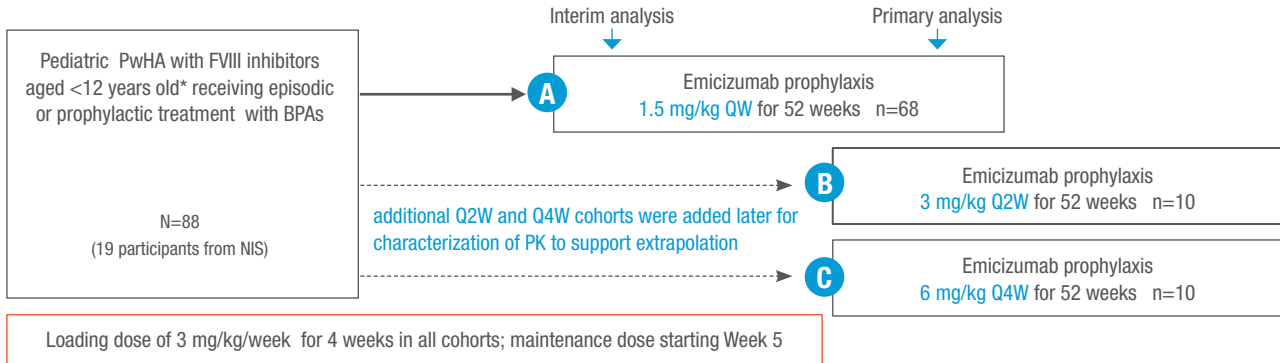 Interim analysis
Primary analysis
Pediatric PwHA with FVIII inhibitors
aged <12 years old* receiving episodic
or prophylactic treatment with BPAs
N=88
(19 participants from NIS)
A
Emicizumab prophylaxis
1.5 mg/kg QW for 52 weeks n=68
B
Emicizumab prophylaxis
3 mg/kg Q2W for 52 weeks n=10
additional Q2W and Q4W cohorts were added later for
characterization of PK to support extrapolation
C
Emicizumab prophylaxis
6 mg/kg Q4W for 52 weeks n=10
Loading dose of 3 mg/kg/week for 4 weeks in all cohorts; maintenance dose starting Week 5